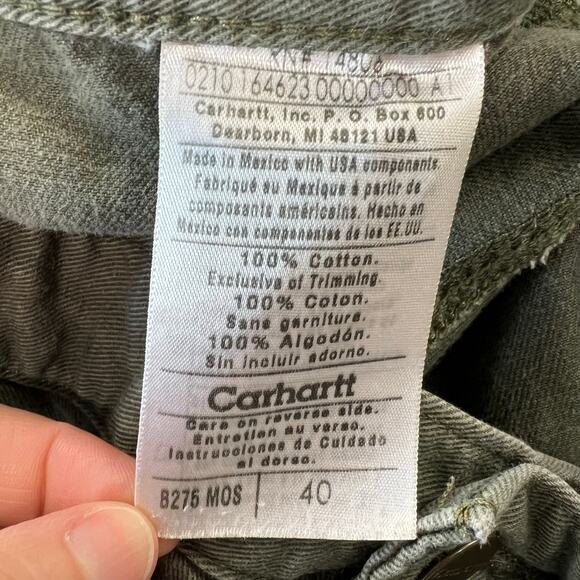 RN# 14806
0210 164623 00000000 A1
Carhartt, Inc. P. O. Box 600
Dearborn, MI 48121 USA
Made in Mexico with USA components
Fabriqué au Mexique à partir de
composants américains. Hecho en
Mexico con componentes de los EE.UU.
100% Cotton.
Exclusive of Trimming.
100% Coton.
Sans garniture.
100% Algodón.
Sin incluir adorno.
Carhartt
Care on reverse side.
Entretien au verso.
Instrucciones de Cuidado
al dorso.
B275 MOS 40